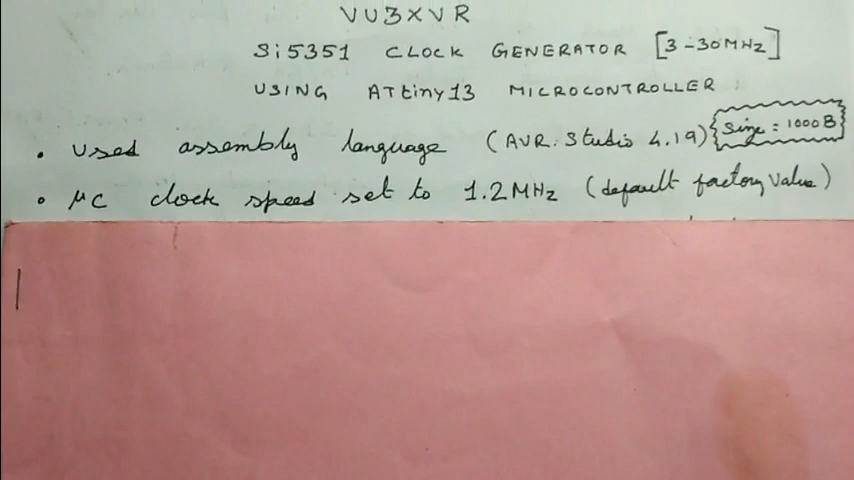 VU3XVR
Si5351 CLOCK GENERATOR [3-30MHz]
USING ATtiny13 MICROCONTROLLER
• used assembly language (AVR. Studio 4.19) {Size = 1000B}
• μC clock speed set to 1.2MHz (default factory value)